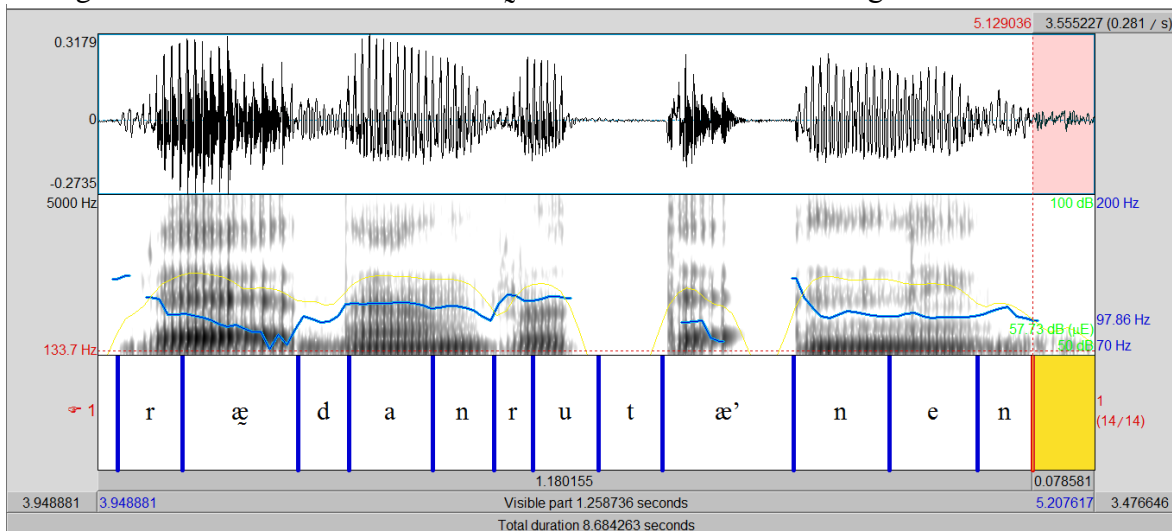 5.129036 3.555227 (0.281 / s)
0.3179
0
-0.2735
5000 Hz 100 dB 200 Hz
97.86 Hz
57.73 dB (µE)
133.7 Hz 50 dB 70 Hz
1 r æ̰ d a n r u t æ’ n e n 1
(14/14)
1.180155 0.078581
3.948881 3.948881 Visible part 1.258736 seconds 5.207617 3.476646
Total duration 8.684263 seconds